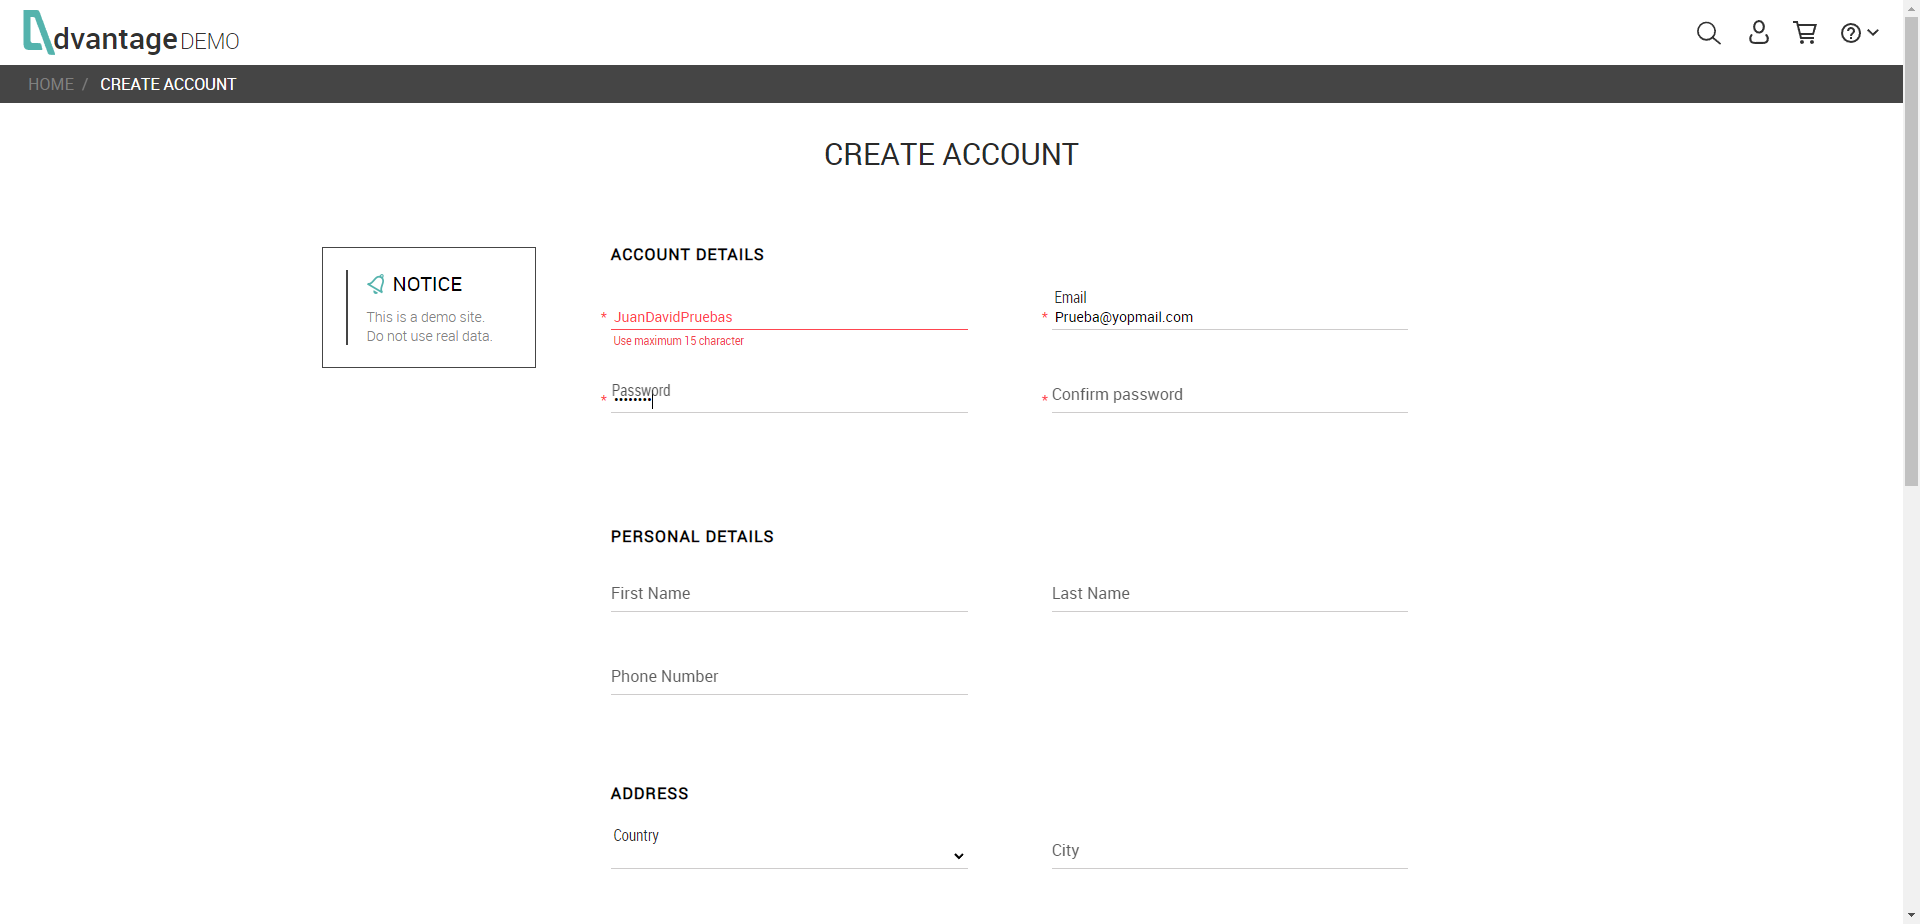 dvantage DEMO
HOME / CREATE ACCOUNT
CREATE ACCOUNT
NOTICE
This is a demo site.
Do not use real data.
ACCOUNT DETAILS
* JuanDavidPruebas
Use maximum 15 character
Email
* Prueba@yopmail.com
Password
* ••••••••
* Confirm password
PERSONAL DETAILS
First Name
Last Name
Phone Number
ADDRESS
Country
City